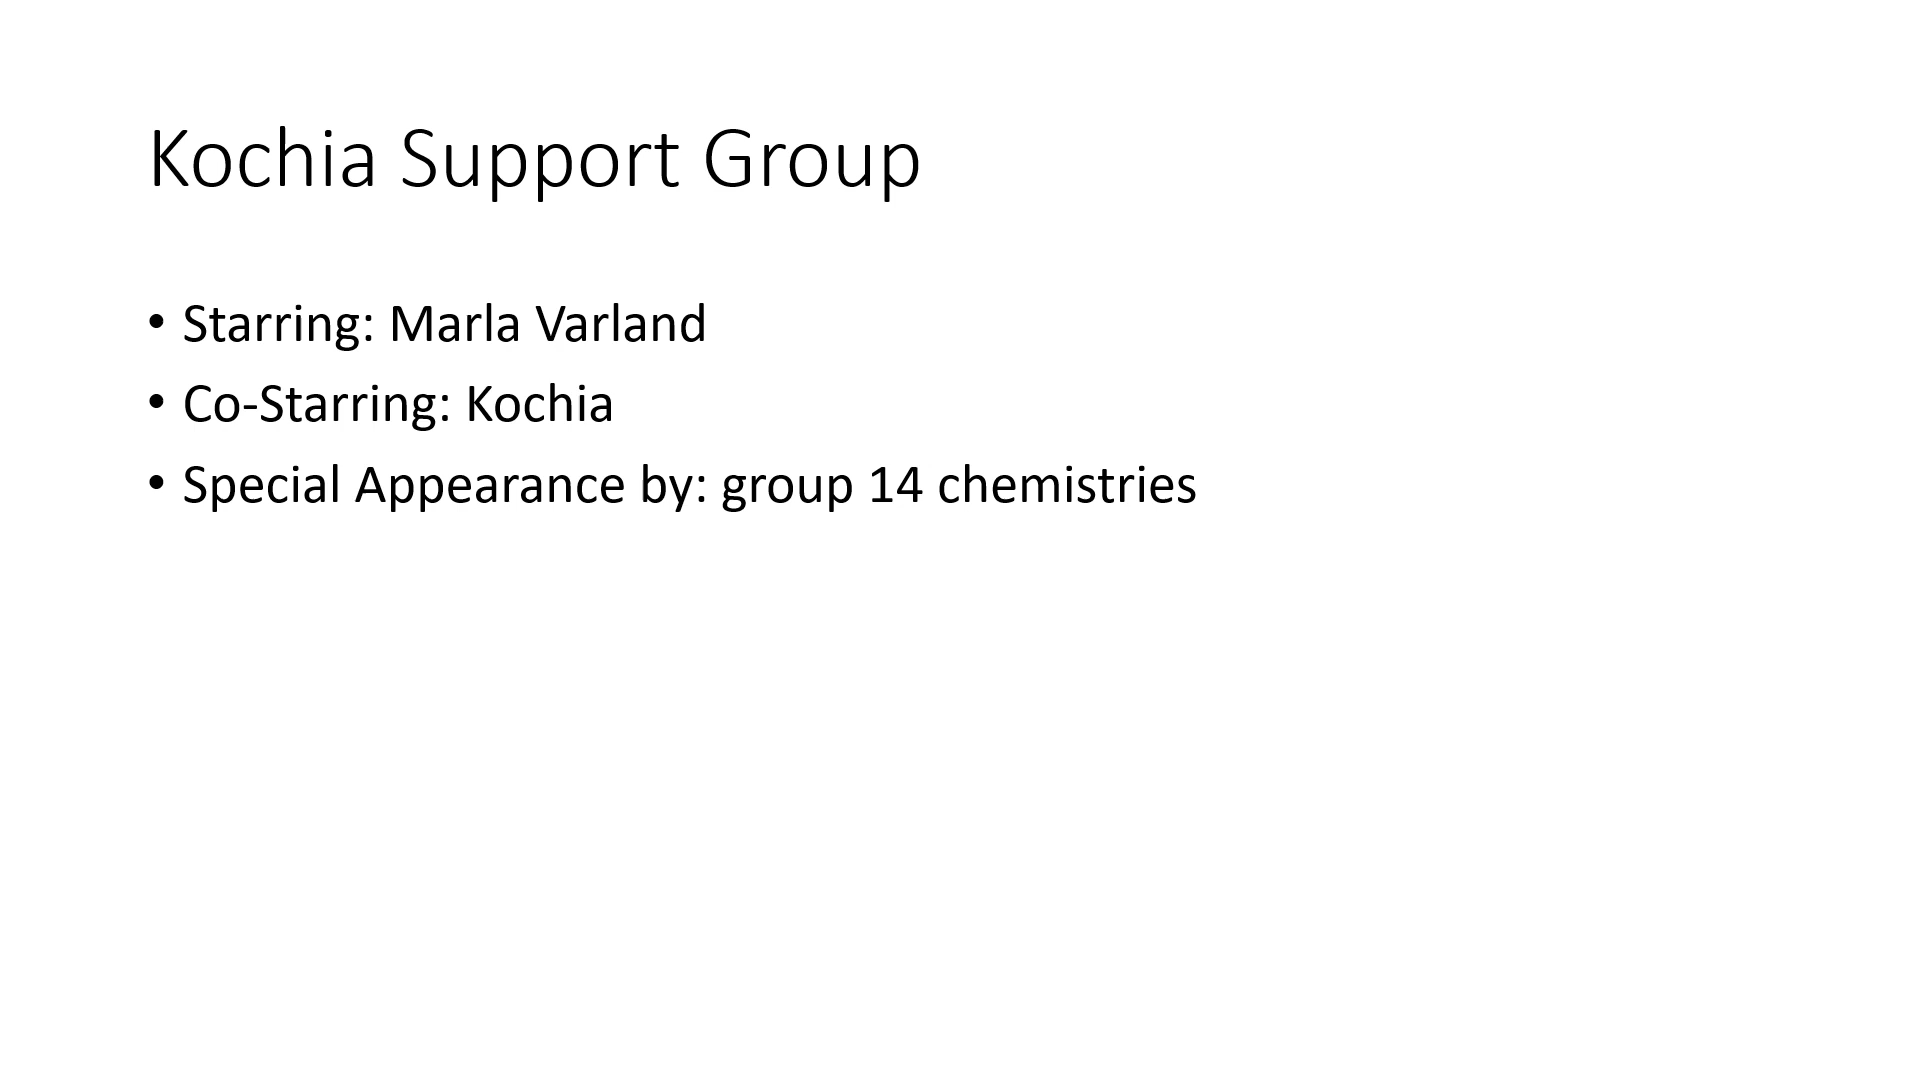 Kochia Support Group
• Starring: Marla Varland
• Co-Starring: Kochia
• Special Appearance by: group 14 chemistries